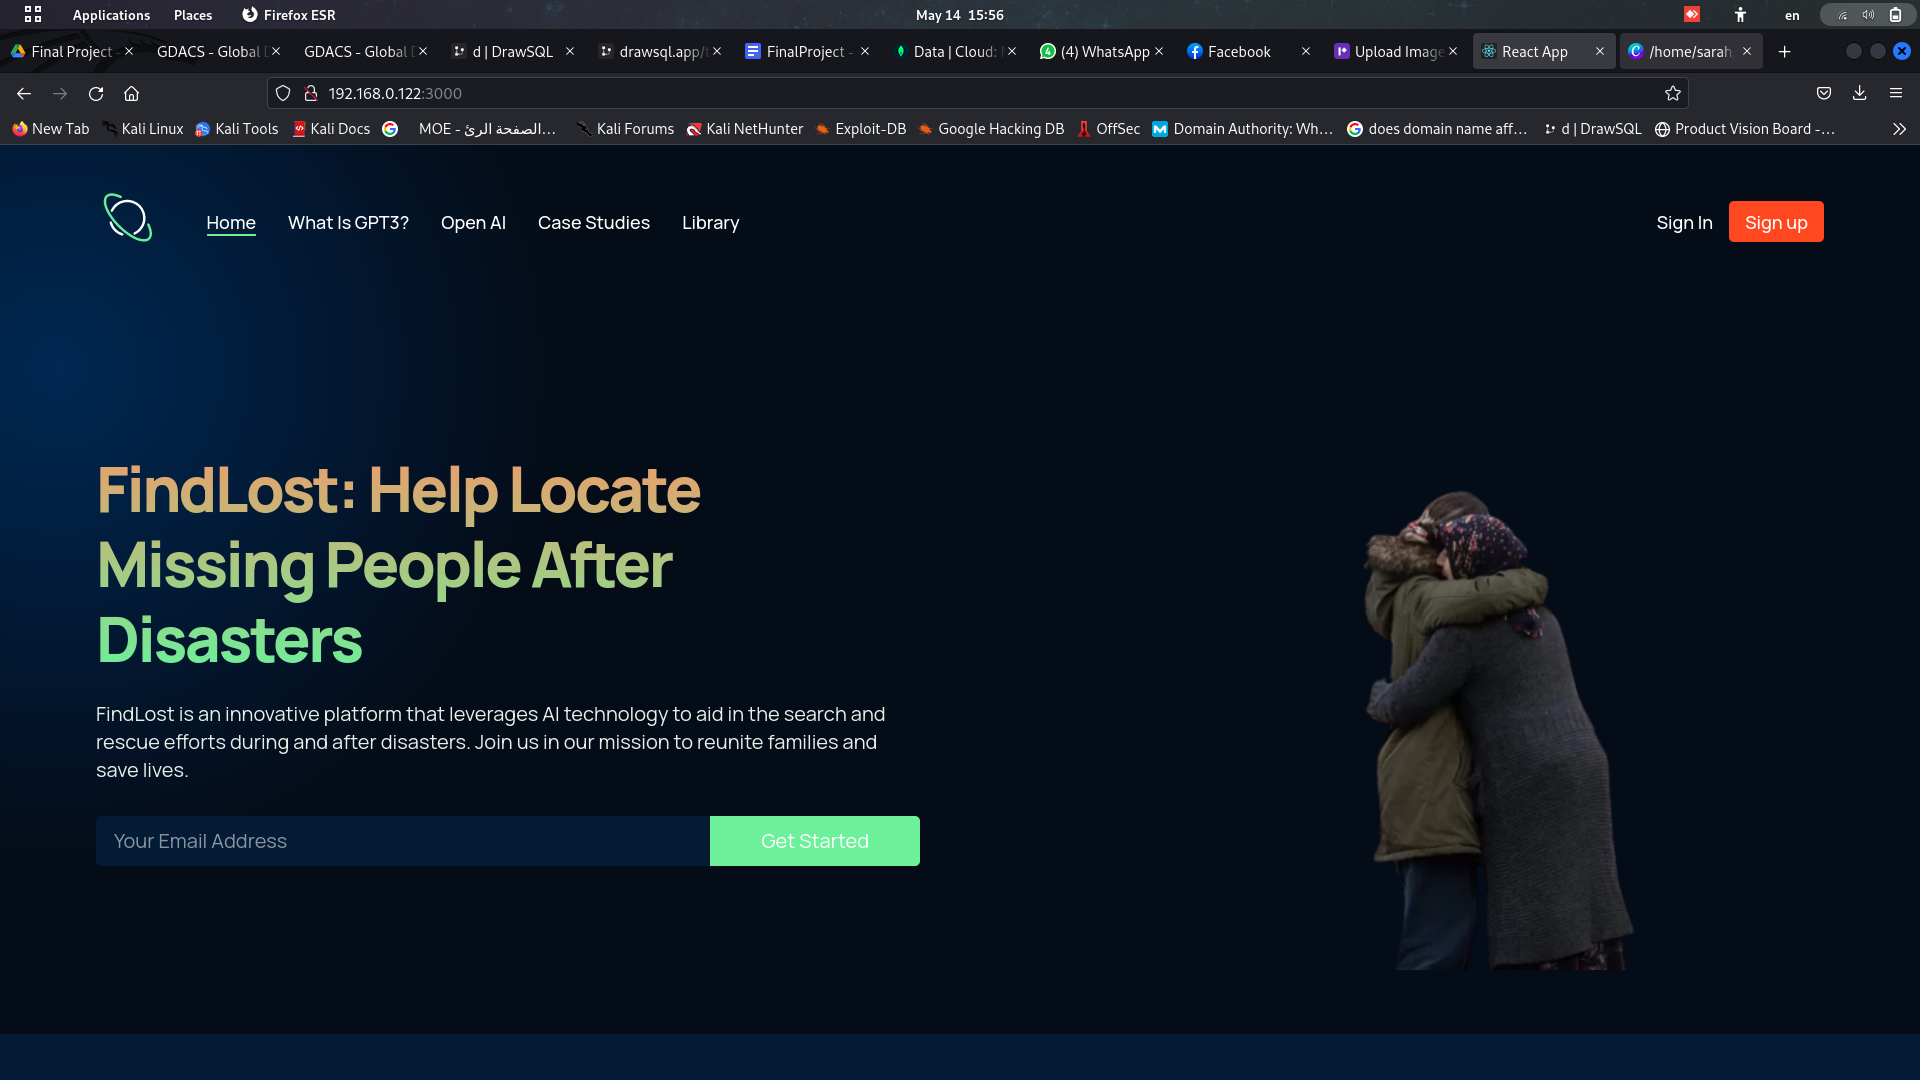 Applications Places Firefox ESR May 14 15:56 en
Final Project - GDACS - Global GDACS - Global d | DrawSQL drawsql.app/ FinalProject - Data | Cloud: (4) WhatsApp Facebook Upload Image React App /home/sarah
192.168.0.122:3000
New Tab Kali Linux Kali Tools Kali Docs MOE - الصفحة الرئ... Kali Forums Kali NetHunter Exploit-DB Google Hacking DB OffSec Domain Authority: Wh... does domain name aff... d | DrawSQL Product Vision Board -...
Home What Is GPT3? Open AI Case Studies Library Sign In Sign up
FindLost: Help Locate
Missing People After
Disasters
FindLost is an innovative platform that leverages AI technology to aid in the search and
rescue efforts during and after disasters. Join us in our mission to reunite families and
save lives.
Your Email Address Get Started